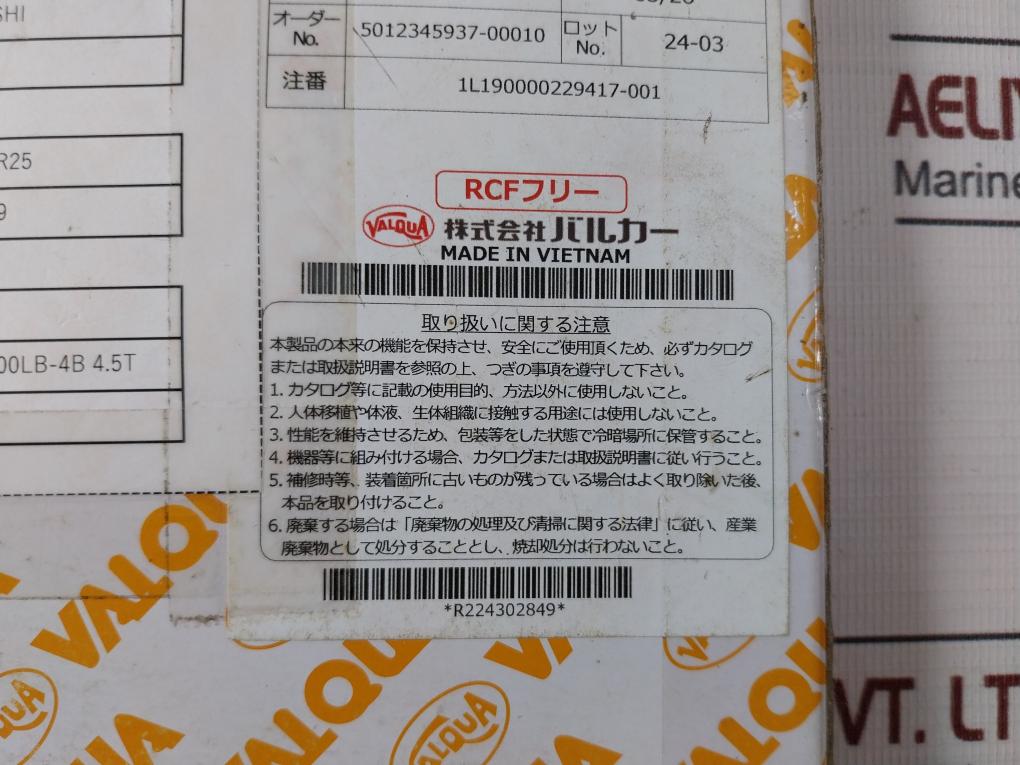 SHI
R25
9
00LB-4B 4.5T
オーダー
No.
5012345937-00010
ロット
No.
24-03
注番
1L190000229417-001
RCFフリー
VALQUA 株式会社バルカー
MADE IN VIETNAM
取り扱いに関する注意
本製品の本来の機能を保持させ、安全にご使用頂くため、必ずカタログ
または取扱説明書を参照の上、つぎの事項を遵守して下さい。
1. カタログ等に記載の使用目的、方法以外に使用しないこと。
2. 人体移植や体液、生体組織に接触する用途には使用しないこと。
3. 性能を維持させるため、包装等をした状態で冷暗場所に保管すること。
4. 機器等に組み付ける場合、カタログまたは取扱説明書に従い行うこと。
5. 補修時等、装着箇所に古いものが残っている場合はよく取り除いた後、
本品を取り付けること。
6. 廃棄する場合は「廃棄物の処理及び清掃に関する法律」に従い、産業
廃棄物として処分することとし、焼却処分は行わないこと。
*R224302849*
VALQUA
VALQUA
VALQUA
VALQUA
AELI
Marine
VT. LT